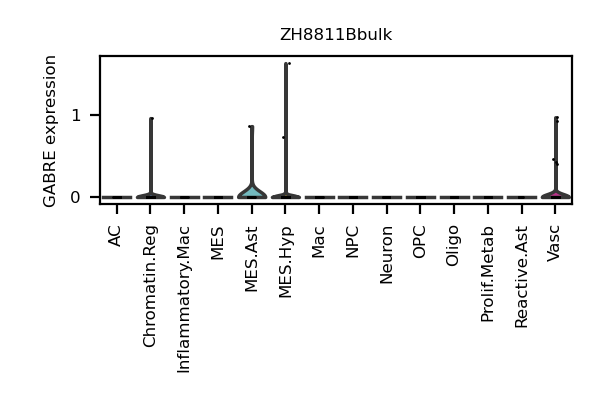 ZH8811Bbulk
GABRE expression
1
0
AC
Chromatin.Reg
Inflammatory.Mac
MES
MES.Ast
MES.Hyp
Mac
NPC
Neuron
OPC
Oligo
Prolif.Metab
Reactive.Ast
Vasc